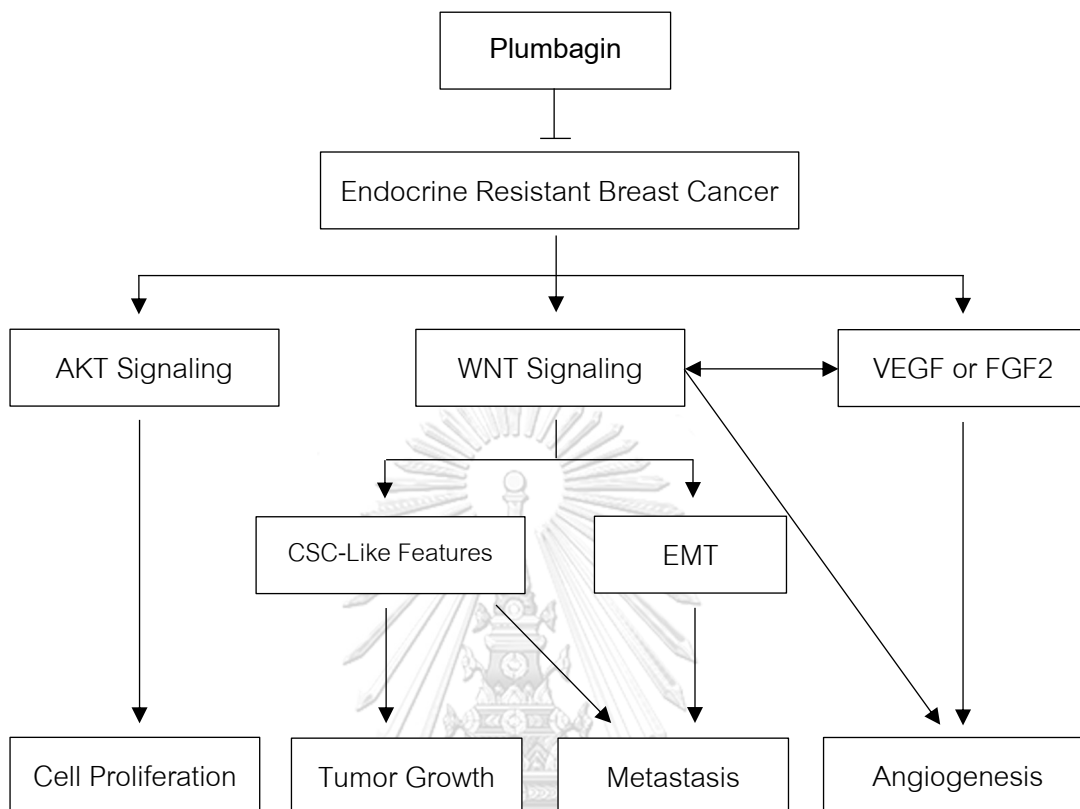 Plumbagin
Endocrine Resistant Breast Cancer
AKT Signaling
WNT Signaling
VEGF or FGF2
CSC-Like Features
EMT
Cell Proliferation
Tumor Growth
Metastasis
Angiogenesis